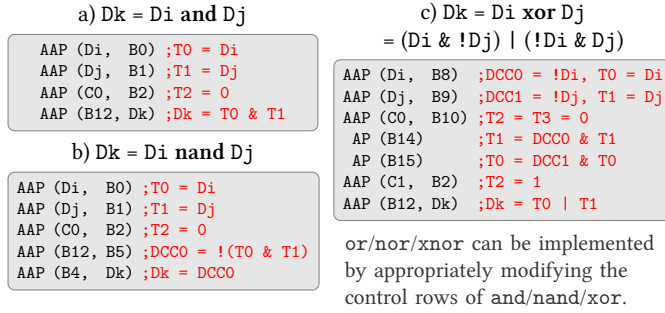 a) Dk = Di and Dj
AAP (Di, B0) ;T0 = Di
AAP (Dj, B1) ;T1 = Dj
AAP (C0, B2) ;T2 = 0
AAP (B12, Dk) ;Dk = T0 & T1
b) Dk = Di nand Dj
AAP (Di, B0) ;T0 = Di
AAP (Dj, B1) ;T1 = Dj
AAP (C0, B2) ;T2 = 0
AAP (B12, B5) ;DCC0 = !(T0 & T1)
AAP (B4, Dk) ;Dk = DCC0
c) Dk = Di xor Dj
= (Di & !Dj) | (!Di & Dj)
AAP (Di, B8) ;DCC0 = !Di, T0 = Di
AAP (Dj, B9) ;DCC1 = !Dj, T1 = Dj
AAP (C0, B10) ;T2 = T3 = 0
AP (B14) ;T1 = DCC0 & T1
AP (B15) ;T0 = DCC1 & T0
AAP (C1, B2) ;T2 = 1
AAP (B12, Dk) ;Dk = T0 | T1
or/nor/xnor can be implemented
by appropriately modifying the
control rows of and/nand/xor.